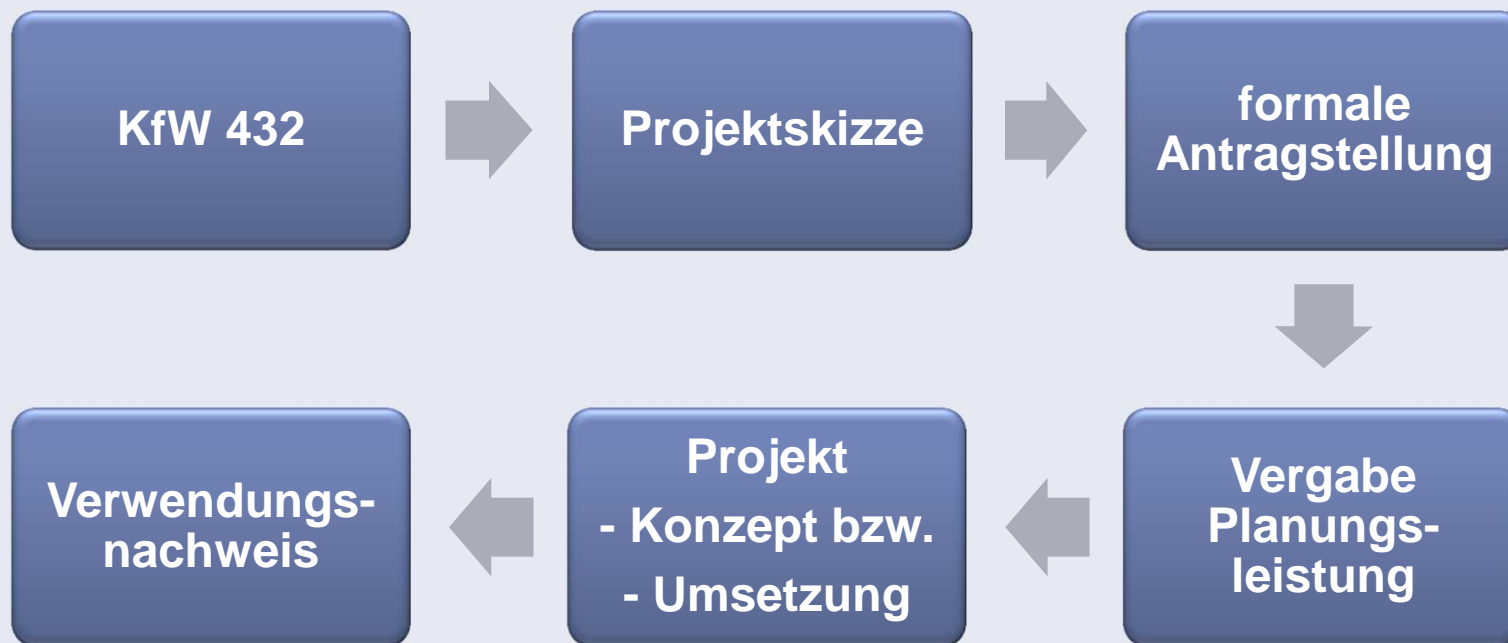 KfW 432
Projektskizze
formale
Antragstellung
Vergabe
Planungs-
leistung
Projekt
- Konzept bzw.
- Umsetzung
Verwendungs-
nachweis